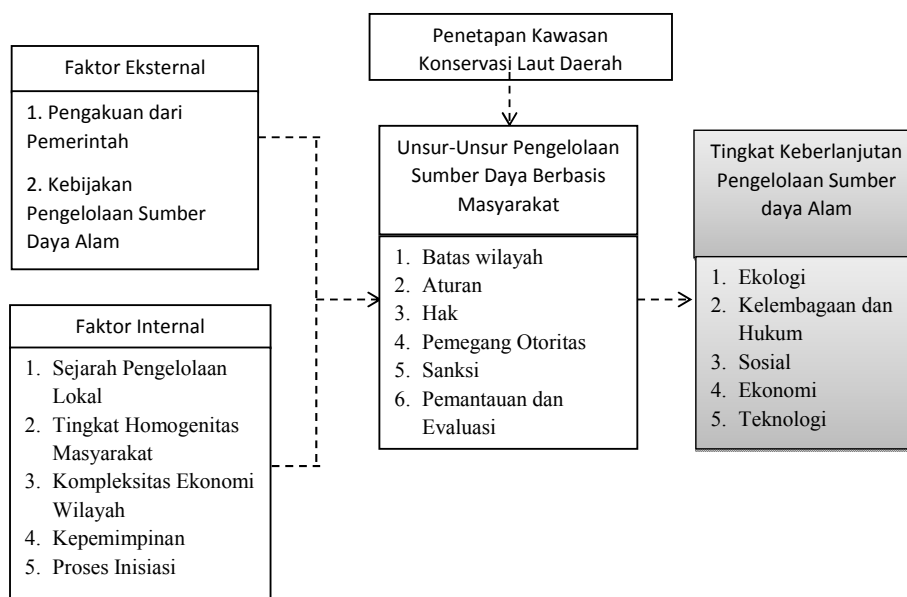 Faktor Eksternal
1. Pengakuan dari
Pemerintah
2. Kebijakan
Pengelolaan Sumber
Daya Alam
Faktor Internal
1. Sejarah Pengelolaan
Lokal
2. Tingkat Homogenitas
Masyarakat
3. Kompleksitas Ekonomi
Wilayah
4. Kepemimpinan
5. Proses Inisiasi
Penetapan Kawasan
Konservasi Laut Daerah
Unsur-Unsur Pengelolaan
Sumber Daya Berbasis
Masyarakat
1. Batas wilayah
2. Aturan
3. Hak
4. Pemegang Otoritas
5. Sanksi
6. Pemantauan dan
Evaluasi
Tingkat Keberlanjutan
Pengelolaan Sumber
daya Alam
1. Ekologi
2. Kelembagaan dan
Hukum
3. Sosial
4. Ekonomi
5. Teknologi